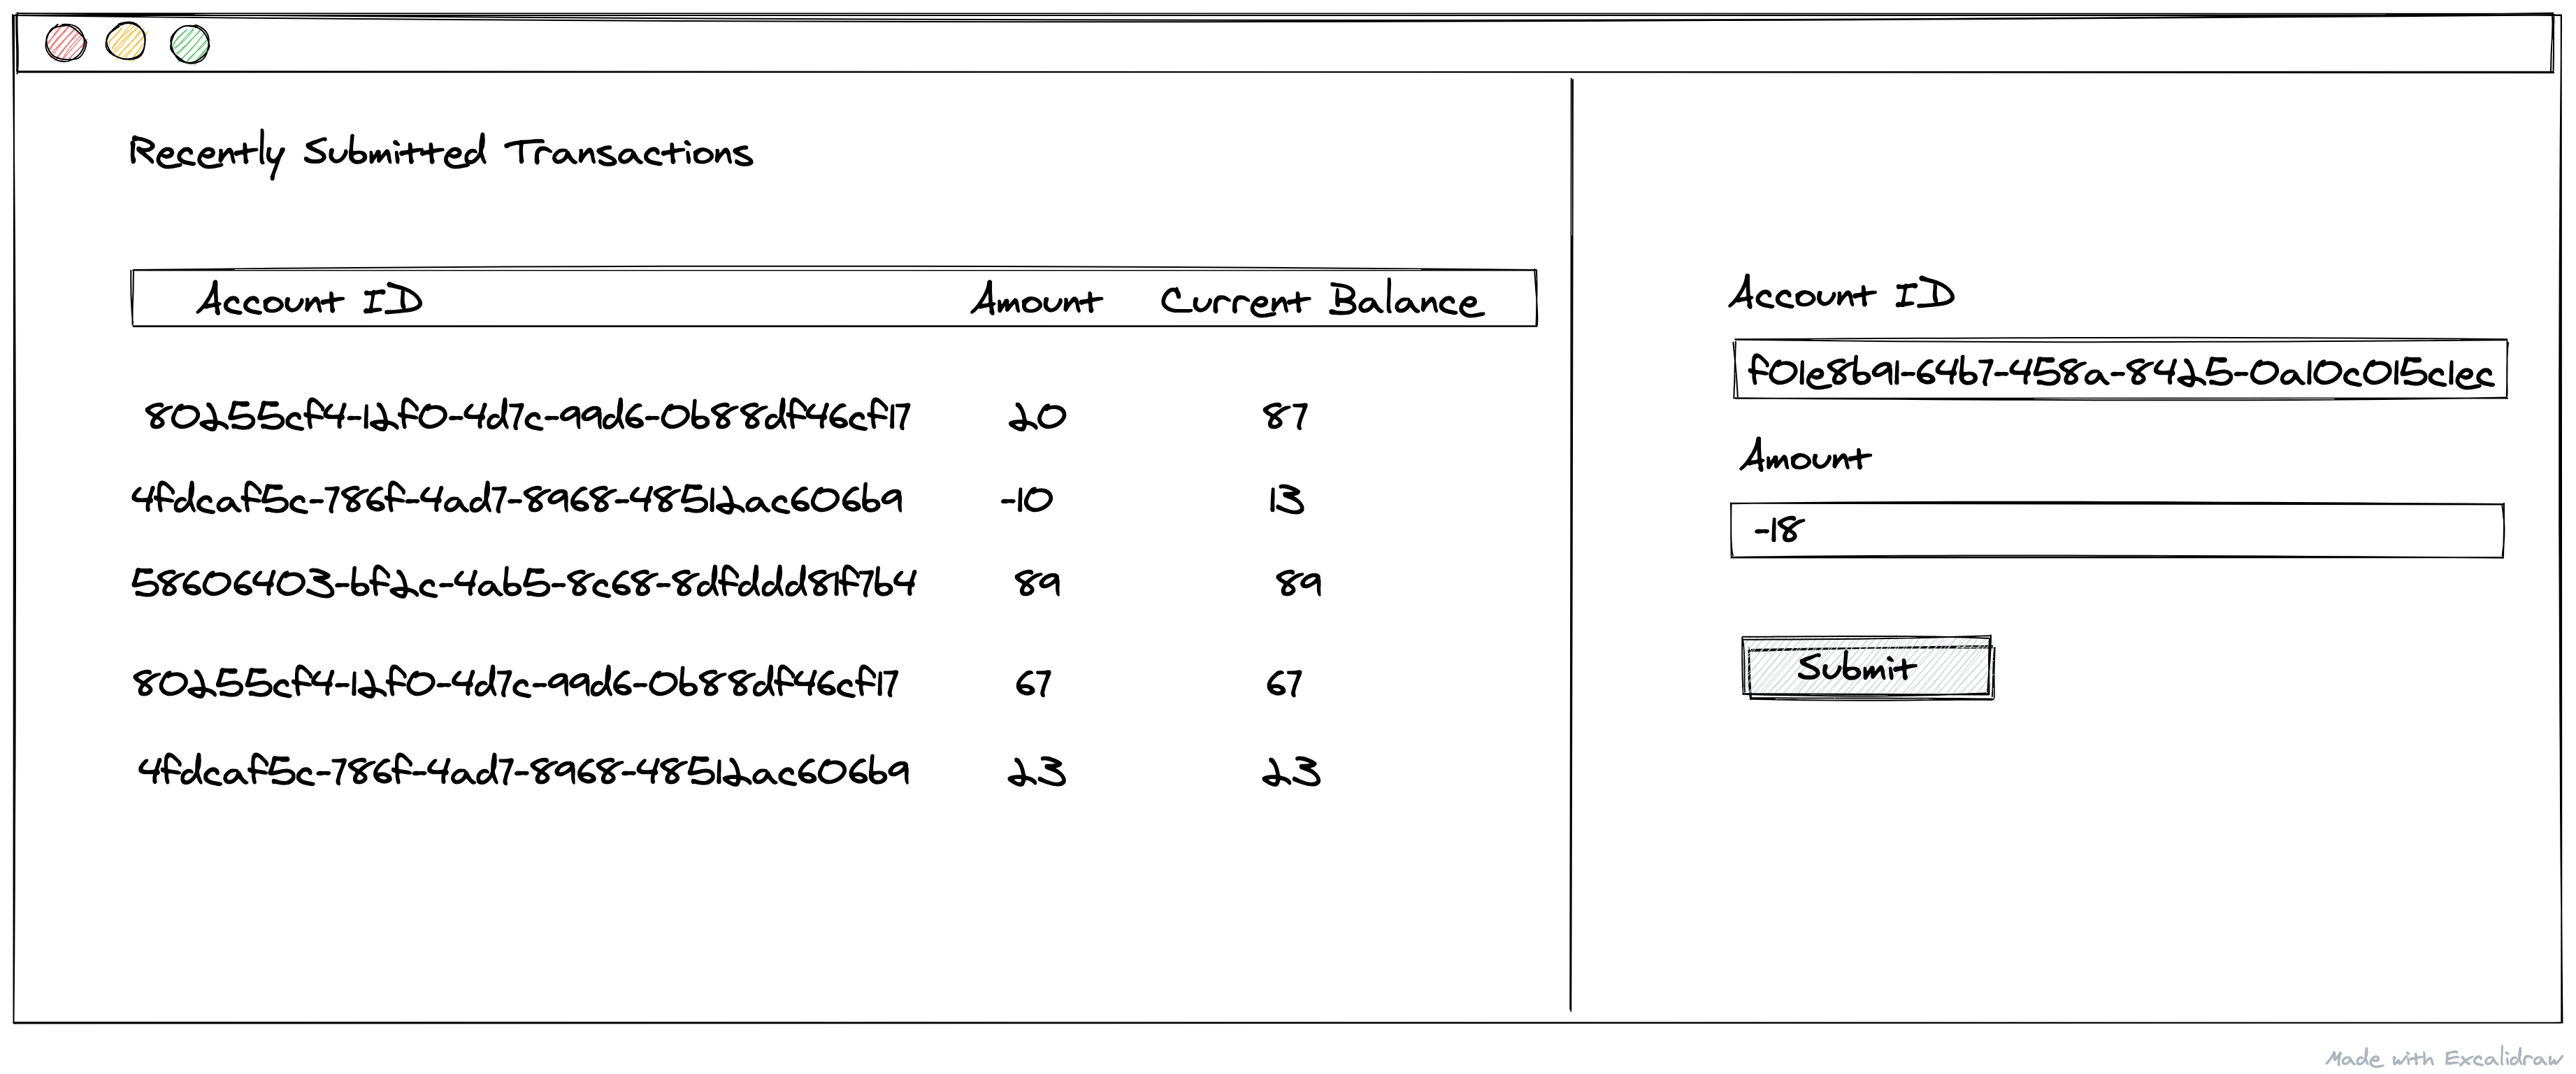 Recently Submitted Transactions
Account ID Amount Current Balance
80255cf4-12f0-4d7c-99d6-0b88df46cf17 20 87
4fdcaf5c-786f-4ad7-8968-48512ac606b9 -10 13
58606403-bf2c-4ab5-8c68-8dfddd81f7b4 89 89
80255cf4-12f0-4d7c-99d6-0b88df46cf17 67 67
4fdcaf5c-786f-4ad7-8968-48512ac606b9 23 23
Account ID
f01e8b91-64b7-458a-8425-0a10c015c1ec
Amount
-18
Submit
Made with Excalidraw